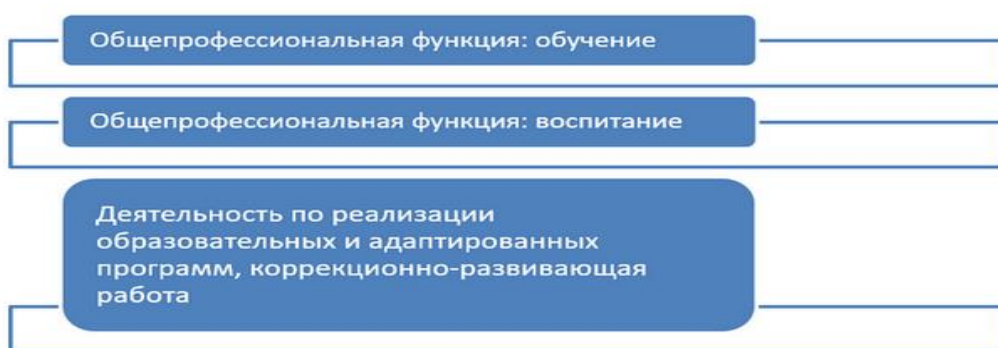 Общепрофессиональная функция: обучение
Общепрофессиональная функция: воспитание
Деятельность по реализации
образовательных и адаптированных
программ, коррекционно-развивающая
работа